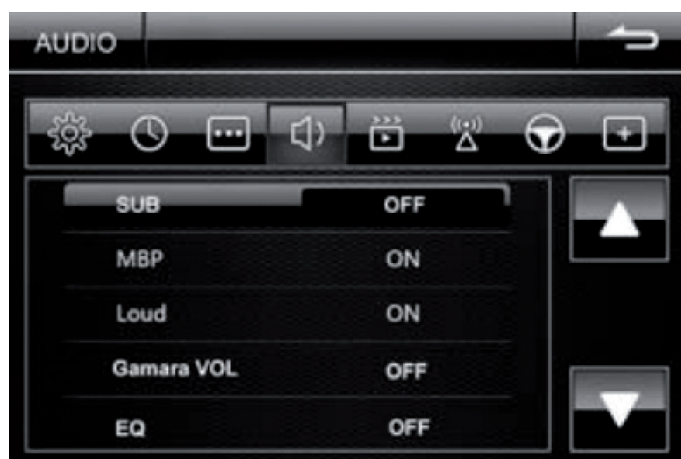 AUDIO
SUB OFF
MBP ON
Loud ON
Gamara VOL OFF
EQ OFF